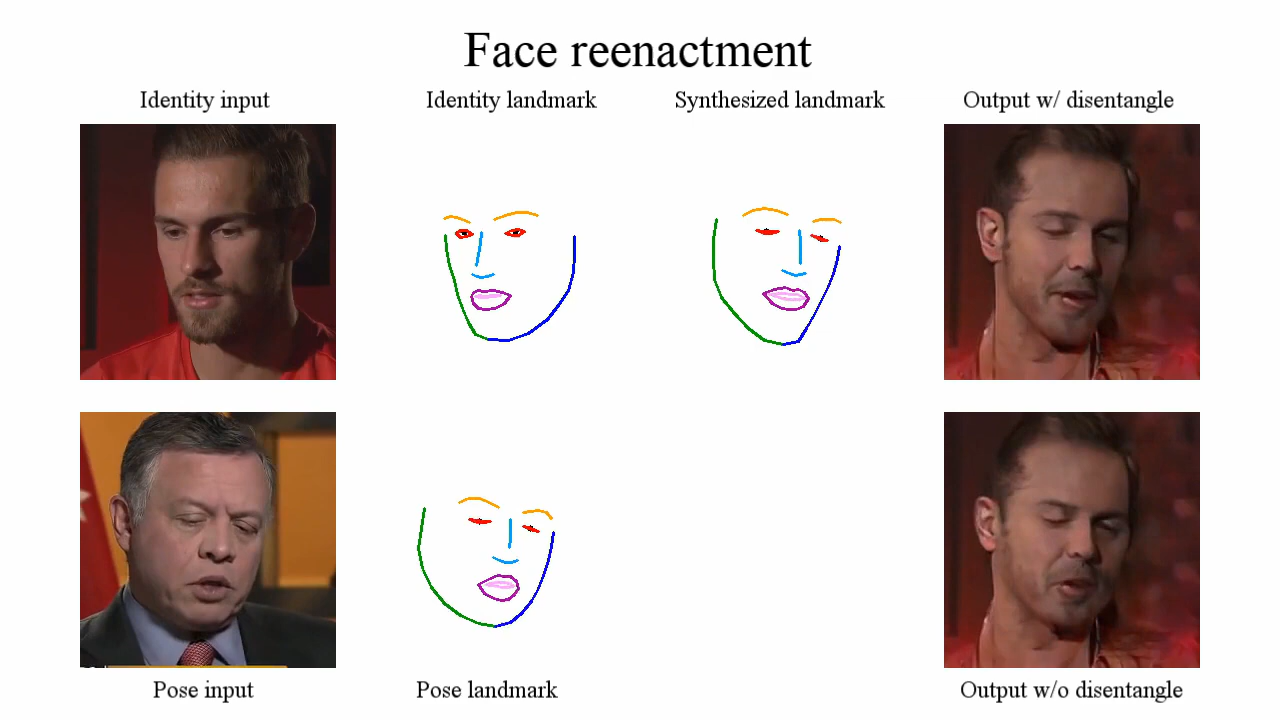 Face reenactment
Identity input
Identity landmark
Synthesized landmark
Output w/ disentangle
Pose input
Pose landmark
Output w/o disentangle